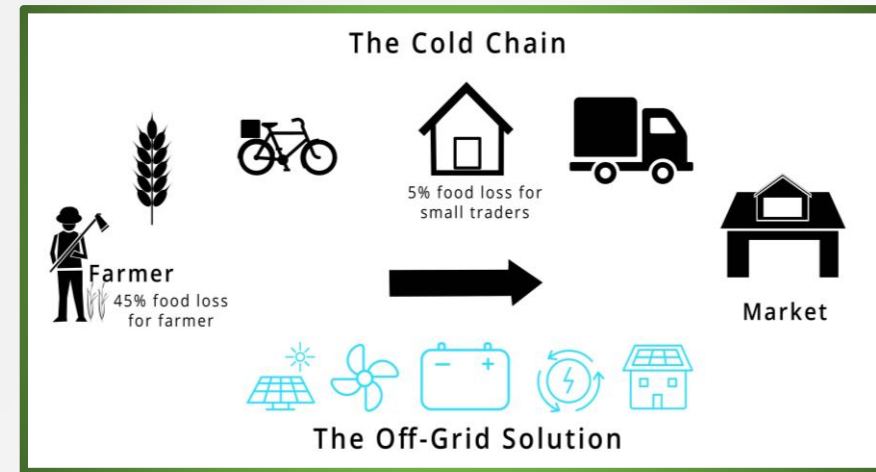 The Cold Chain
5% food loss for
small traders
Farmer
45% food loss
for farmer
Market
The Off-Grid Solution